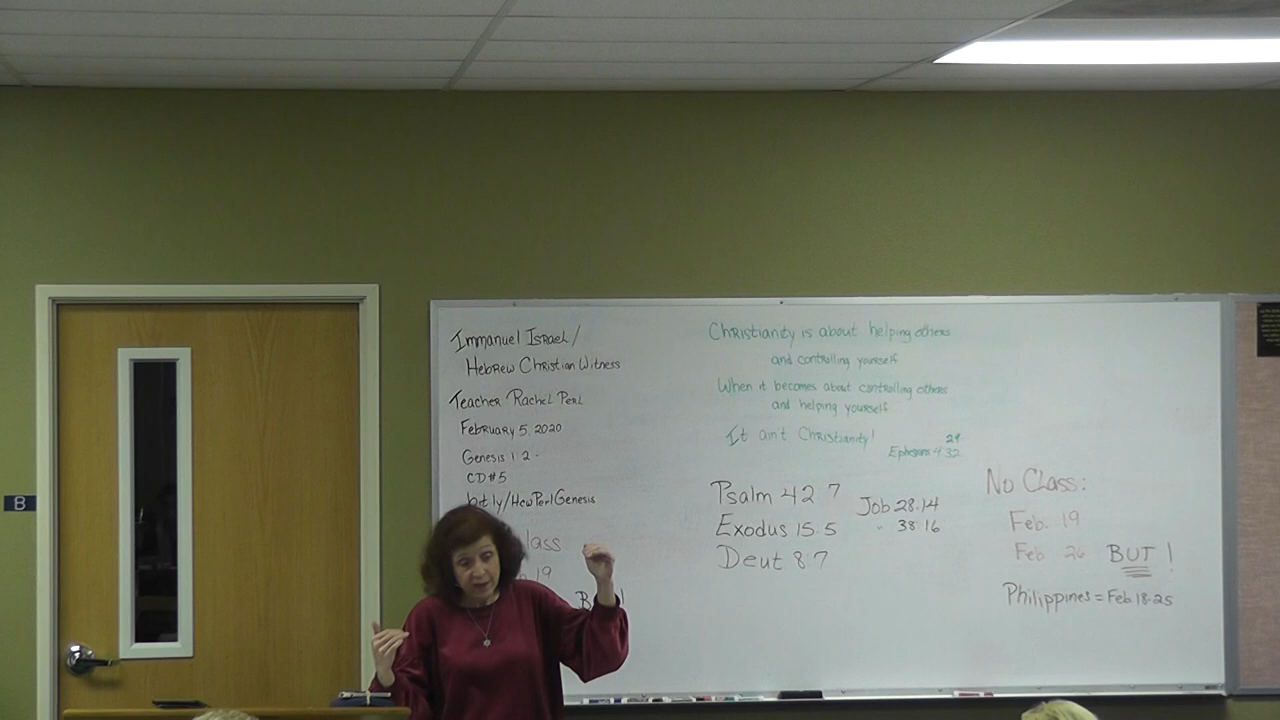 Immanuel Israel/
Hebrew Christian Witness
Teacher Rachel Perl
February 5, 2020
Genesis 1:2-
CD#5
bit.ly/HcwPerlGenesis
lass
19
B !
Christianity is about helping others
and controlling yourself
When it becomes about controlling others
and helping yourself
It ain't Christianity!
Ephesians 4 29
32
Psalm 42 7
Exodus 15:5
Deut 8:7
Job 28:14
" 38:16
No Class:
Feb. 19
Feb 26 BUT!
Philippines = Feb 18-25
B